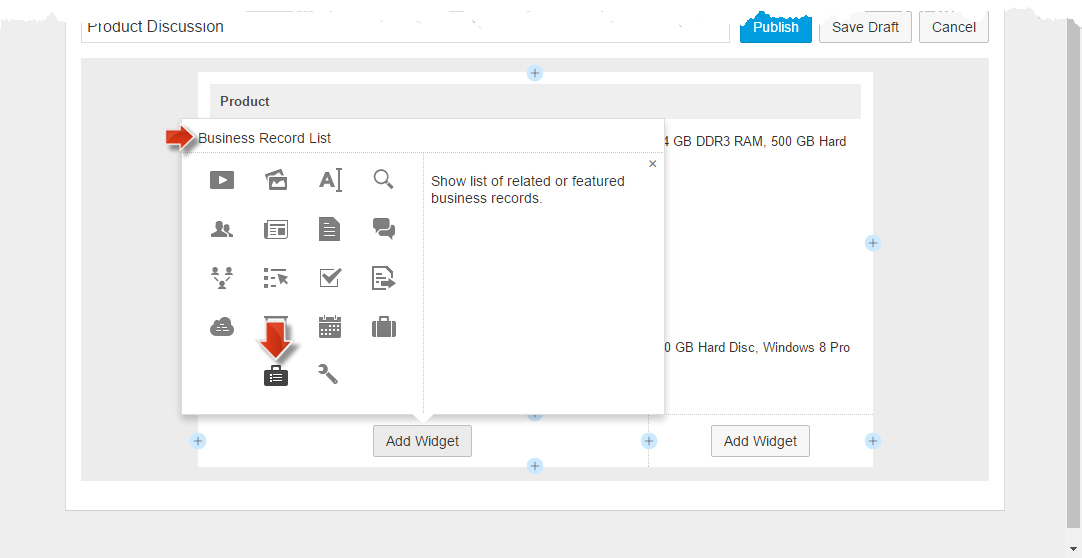 Product Discussion
Publish
Save Draft
Cancel
Product
Business Record List
4 GB DDR3 RAM, 500 GB Hard
Show list of related or featured
business records.
0 GB Hard Disc, Windows 8 Pro
Add Widget
Add Widget